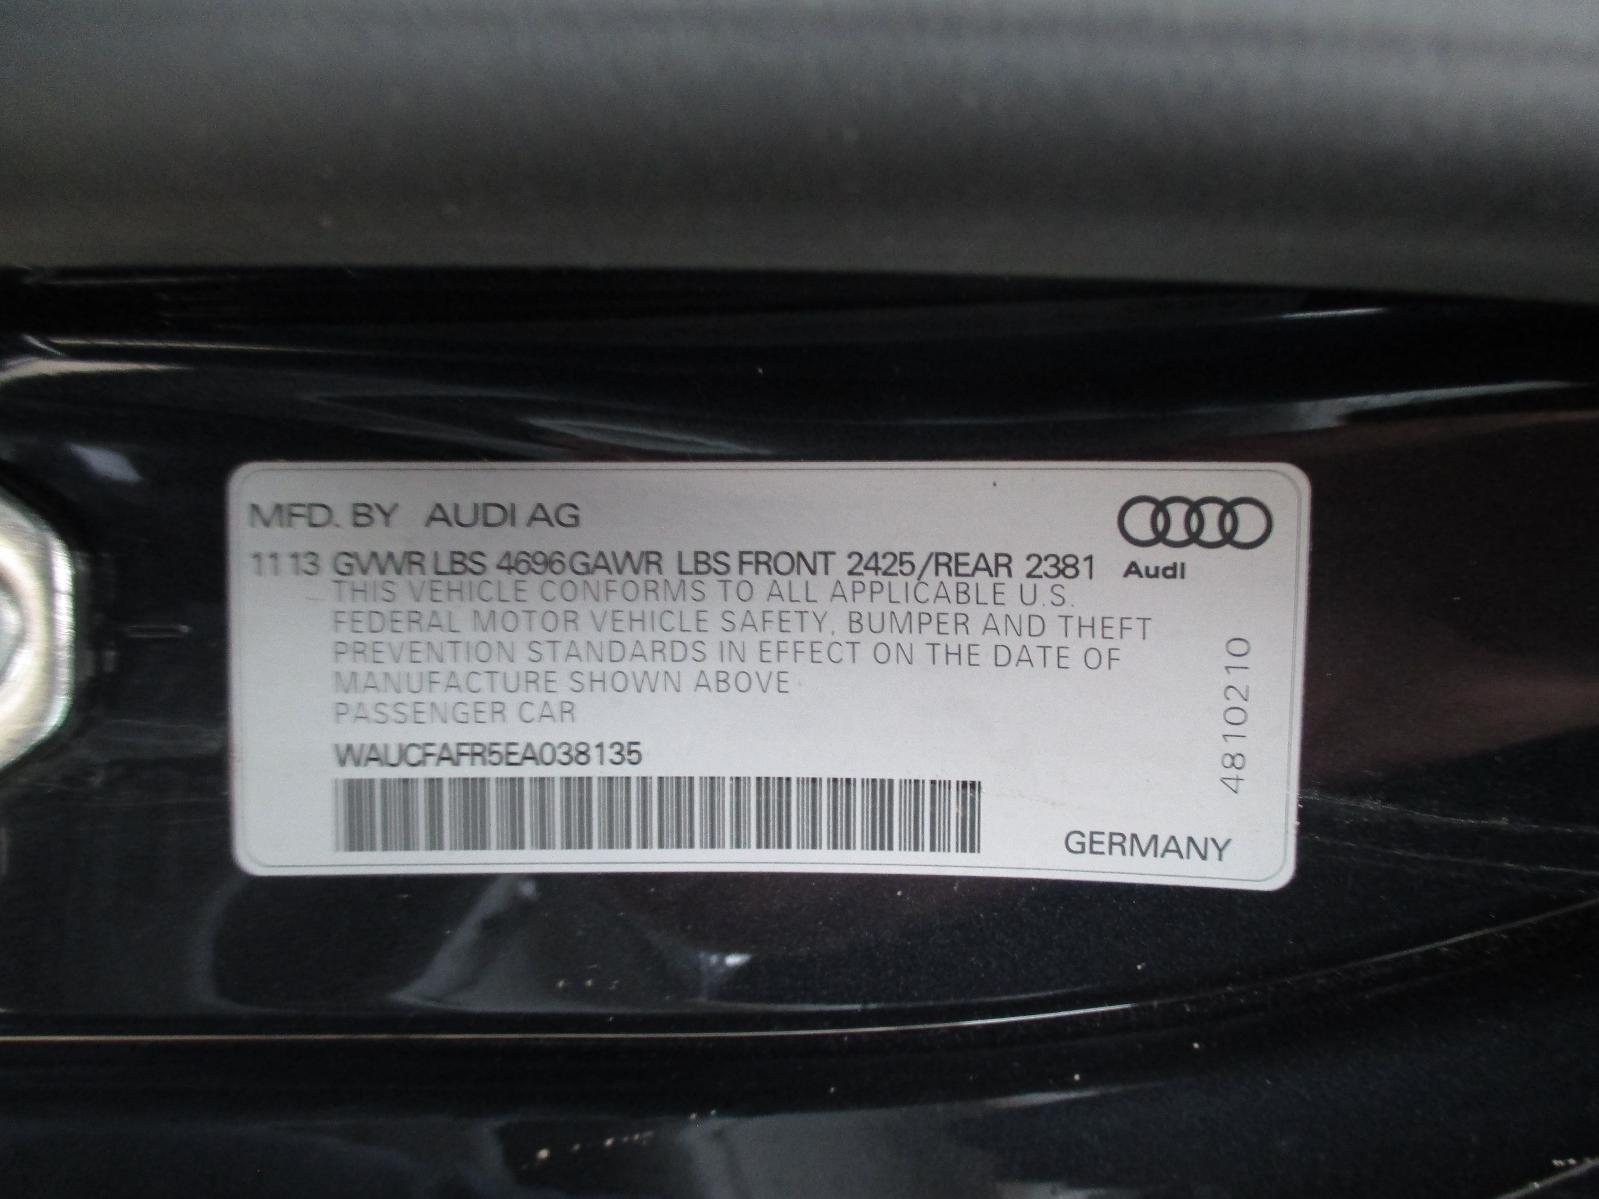 MFD. BY AUDI AG
11 13 GVWR LBS 4696 GAWR LBS FRONT 2425/REAR 2381
Audi
THIS VEHICLE CONFORMS TO ALL APPLICABLE U.S.
FEDERAL MOTOR VEHICLE SAFETY, BUMPER AND THEFT
PREVENTION STANDARDS IN EFFECT ON THE DATE OF
MANUFACTURE SHOWN ABOVE
PASSENGER CAR
WAUCFAFR5EA038135
GERMANY
4810210